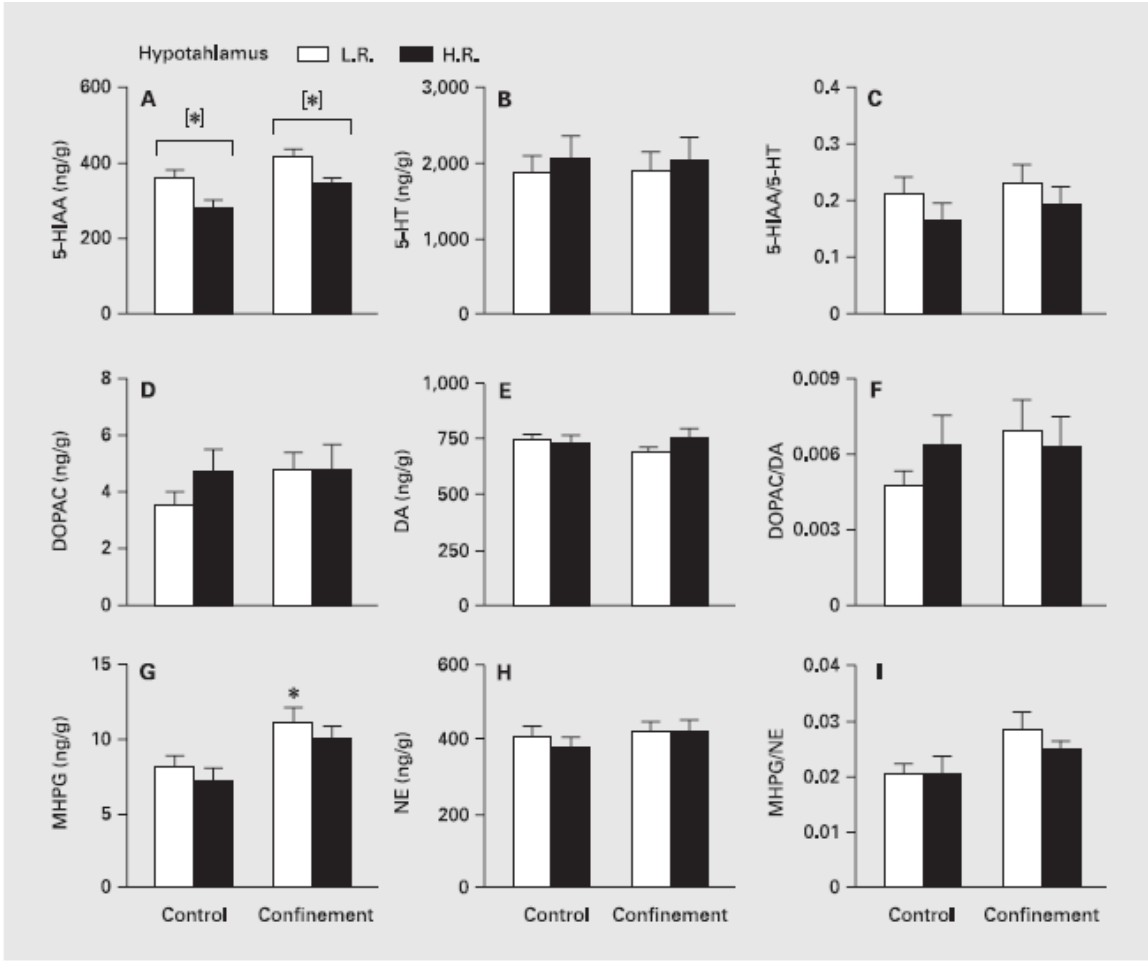 Hypotahlamus L.R. H.R.
A
5-HIAA (ng/g)
600
400
200
0
[*] [*]
B
5-HT (ng/g)
3,000
2,000
1,000
0
C
5-HIAA/5-HT
0.4
0.3
0.2
0.1
0
D
DOPAC (ng/g)
8
6
4
2
0
E
DA (ng/g)
1,000
750
500
250
0
F
DOPAC/DA
0.009
0.006
0.003
0
G
MHPG (ng/g)
15
10
5
0
*
Control Confinement
H
NE (ng/g)
600
400
200
0
Control Confinement
I
MHPG/NE
0.04
0.03
0.02
0.01
0
Control Confinement